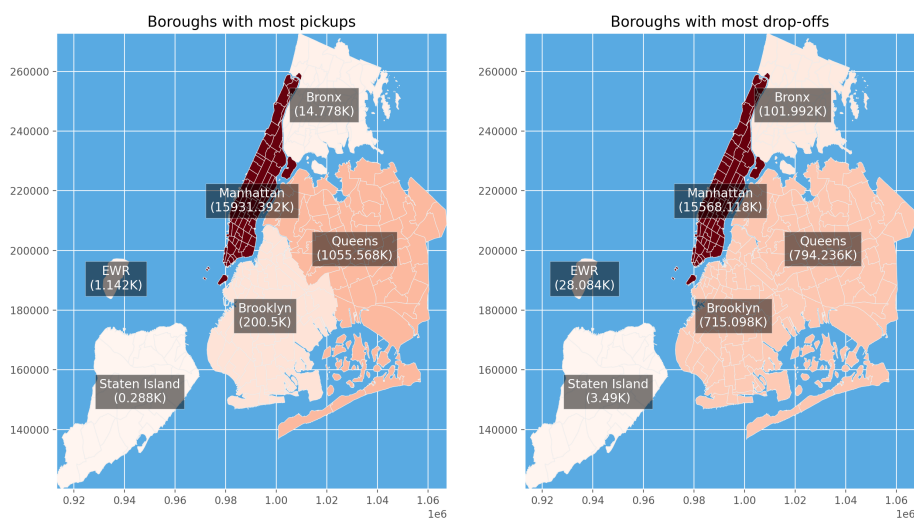 Boroughs with most pickups
260000
240000
220000
200000
180000
160000
140000
Bronx
(14.778K)
Manhattan
(15931.392K)
Queens
(1055.568K)
EWR
(1.142K)
Brooklyn
(200.5K)
Staten Island
(0.288K)
0.92 0.94 0.96 0.98 1.00 1.02 1.04 1.06
1e6
Boroughs with most drop-offs
260000
240000
220000
200000
180000
160000
140000
Bronx
(101.992K)
Manhattan
(15568.118K)
Queens
(794.236K)
EWR
(28.084K)
Brooklyn
(715.098K)
Staten Island
(3.49K)
0.92 0.94 0.96 0.98 1.00 1.02 1.04 1.06
1e6